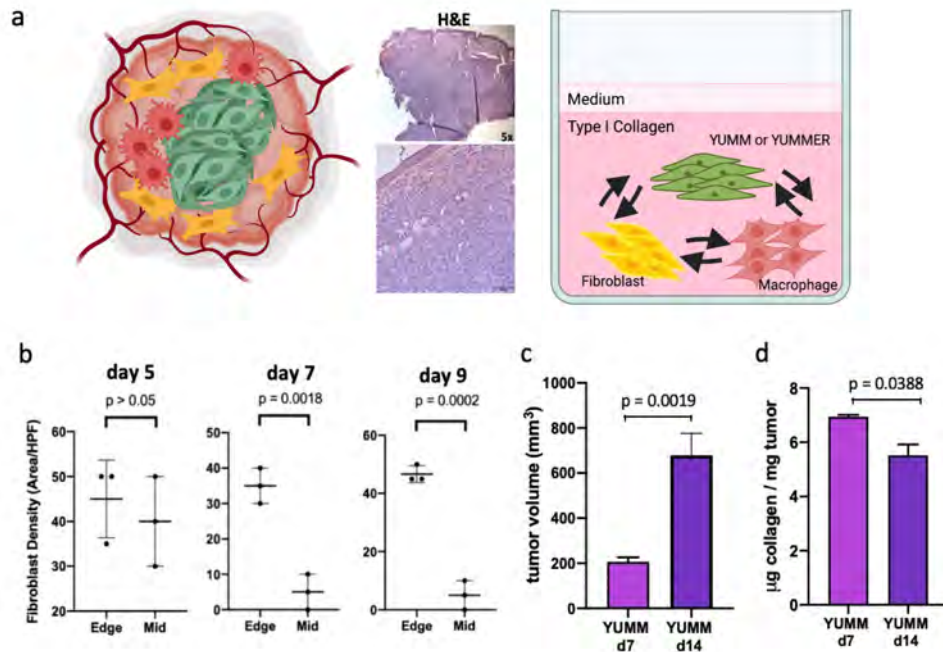 a
H&E
5x
Medium
Type I Collagen
YUMM or YUMMER
Fibroblast
Macrophage
b
day 5
day 7
day 9
p > 0.05
p = 0.0018
p = 0.0002
Fibroblast Density (Area/HPF)
60
50
40
30
20
Edge Mid
50
40
30
20
10
0
Edge Mid
60
40
20
0
Edge Mid
c
p = 0.0019
tumor volume (mm³)
1000
800
600
400
200
0
YUMM
d7
YUMM
d14
d
p = 0.0388
µg collagen / mg tumor
8
6
4
2
0
YUMM
d7
YUMM
d14